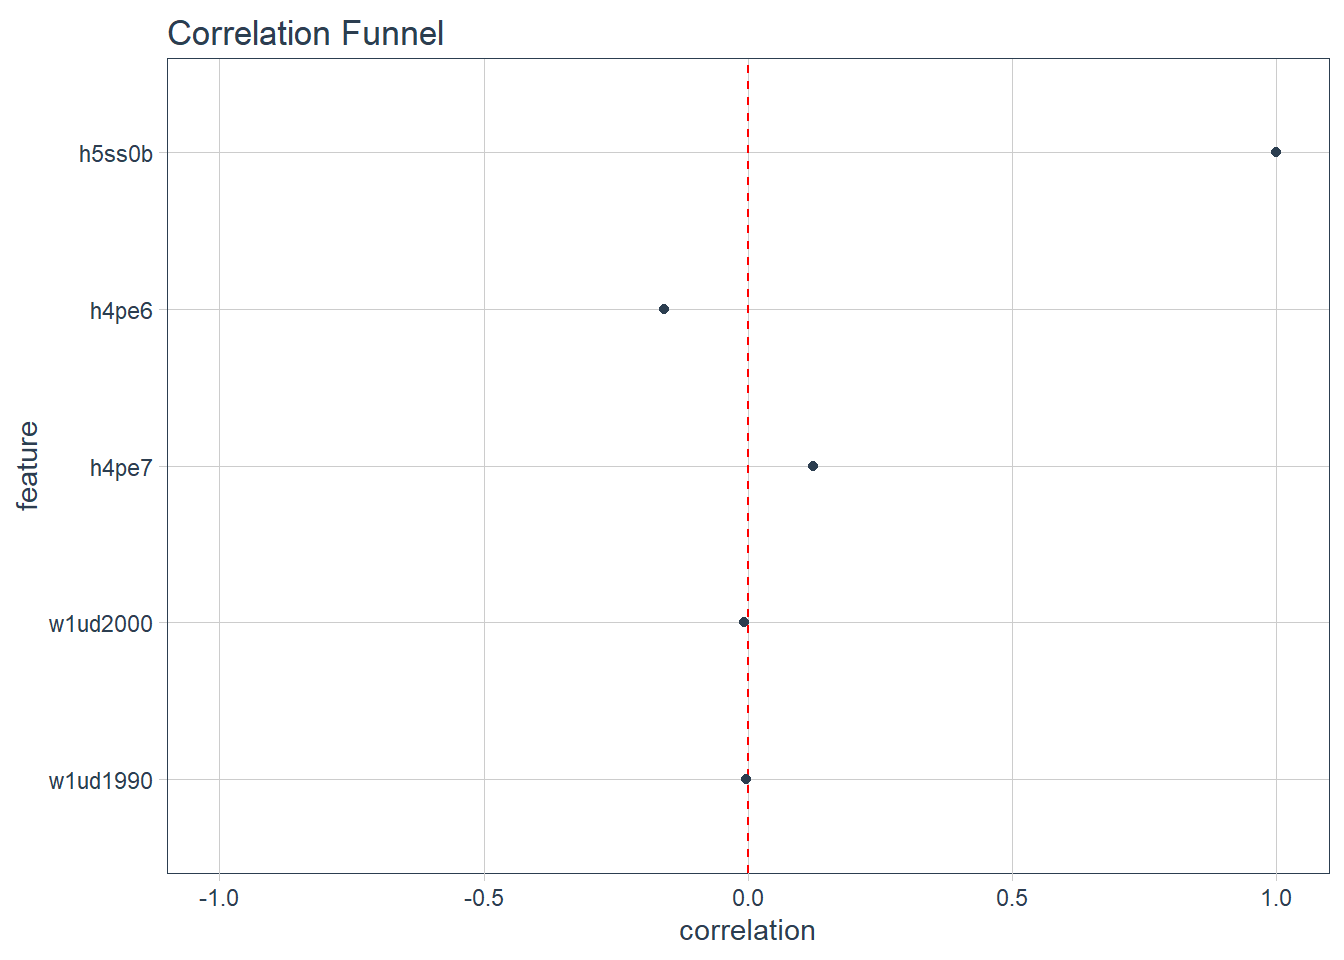 Correlation Funnel
h5ss0b
h4pe6
h4pe7
w1ud2000
w1ud1990
feature
-1.0 -0.5 0.0 0.5 1.0
correlation